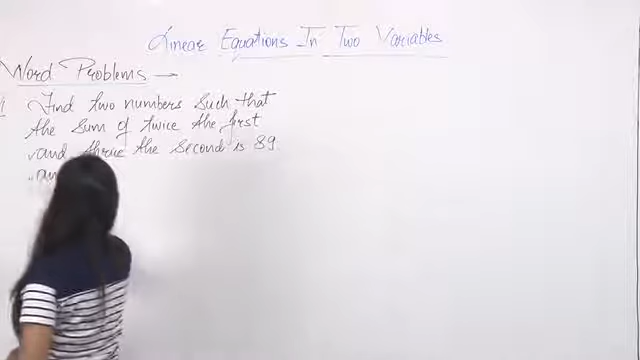 Linear Equations In Two Variables
Word Problems →
Find two numbers such that
the sum of twice the first
and thrice the second is 89